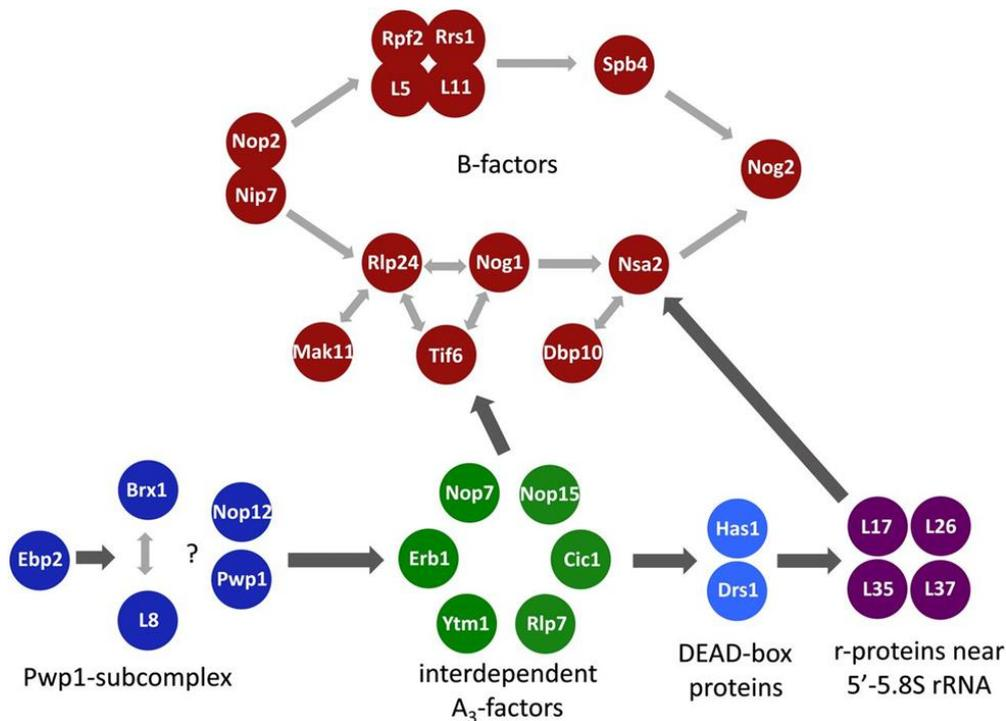 Rpf2 Rrs1
L5 L11
Spb4
Nop2
Nip7
B-factors
Nog2
Rlp24
Nog1
Nsa2
Mak11
Tif6
Dbp10
Brx1
Nop12
Nop7
Nop15
Has1
L17
L26
Ebp2
?
Pwp1
Erb1
Cic1
Drs1
L35
L37
L8
Ytm1
Rlp7
Pwp1-subcomplex
interdependent
A₃-factors
DEAD-box
proteins
r-proteins near
5’-5.8S rRNA